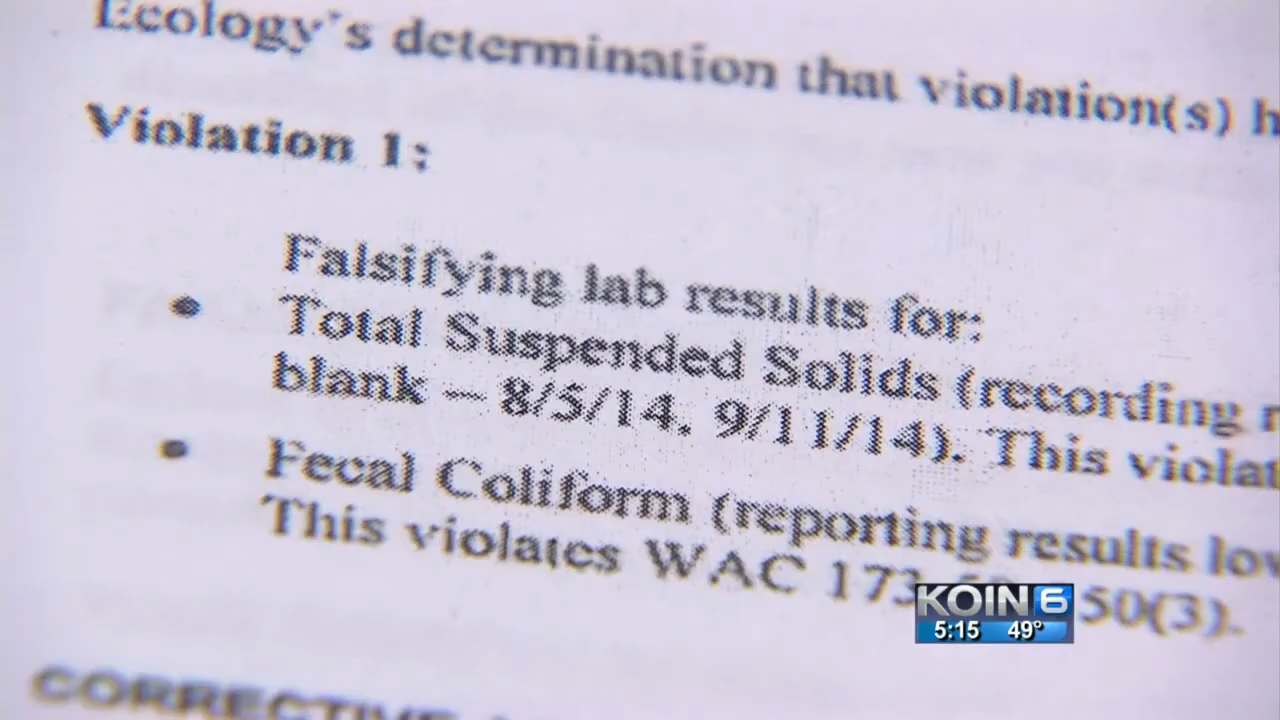 Ecology's determination that violation(s) h
Violation 1:
Falsifying lab results for:
• Total Suspended Solids (recording
blank – 8/5/14, 9/11/14). This violat
• Fecal Coliform (reporting results low
This violates WAC 173 50(3).
KOIN 6
5:15 49°
CORRECTIVE